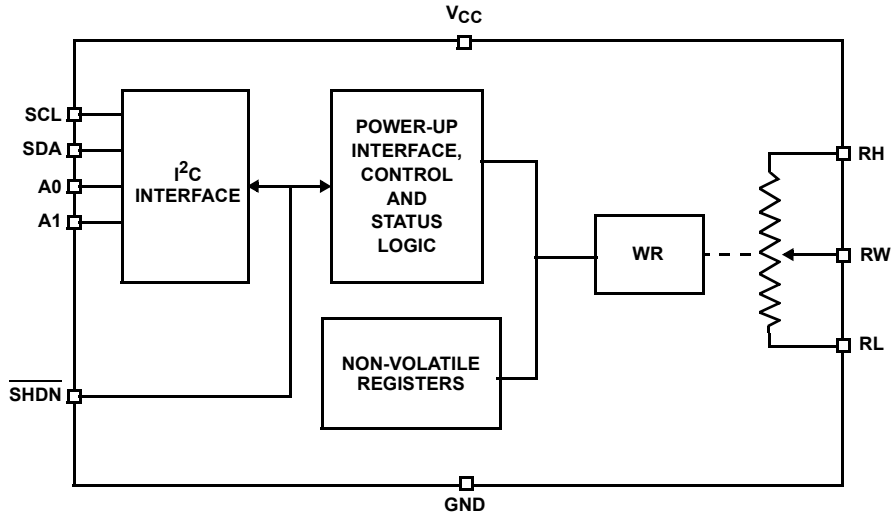 VCC
SCL
SDA
A0
A1
I2C
INTERFACE
POWER-UP
INTERFACE,
CONTROL
AND
STATUS
LOGIC
WR
RH
RW
RL
NON-VOLATILE
REGISTERS
SHDN
GND